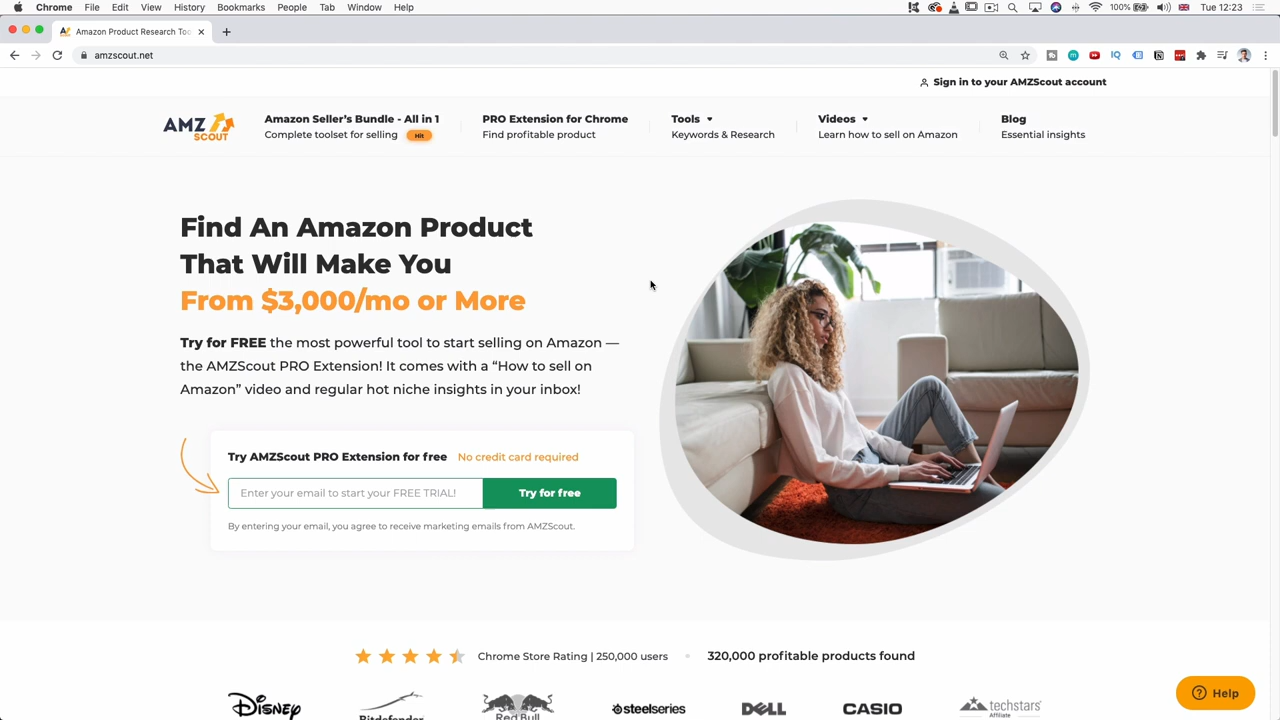 Chrome File Edit View History Bookmarks People Tab Window Help 100% Tue 12:23
Amazon Product Research Too
amzscout.net
Sign in to your AMZScout account
AMZ SCOUT
Amazon Seller's Bundle - All in 1
Complete toolset for selling Hit
PRO Extension for Chrome
Find profitable product
Tools
Keywords & Research
Videos
Learn how to sell on Amazon
Blog
Essential insights
Find An Amazon Product
That Will Make You
From $3,000/mo or More
Try for FREE the most powerful tool to start selling on Amazon —
the AMZScout PRO Extension! It comes with a “How to sell on
Amazon” video and regular hot niche insights in your inbox!
Try AMZScout PRO Extension for free No credit card required
Enter your email to start your FREE TRIAL! Try for free
By entering your email, you agree to receive marketing emails from AMZScout.
Chrome Store Rating | 250,000 users 320,000 profitable products found
Disney Bitdefender Red Bull steelseries DELL CASIO techstars
Affiliate
Help